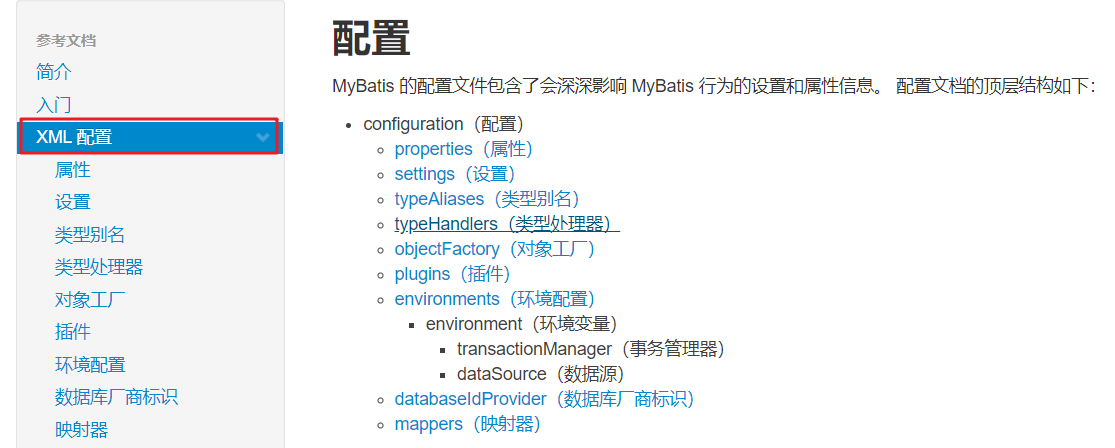 参考文档
简介
入门
XML 配置
属性
设置
类型别名
类型处理器
对象工厂
插件
环境配置
数据库厂商标识
映射器
配置
MyBatis 的配置文件包含了会深深影响 MyBatis 行为的设置和属性信息。 配置文档的顶层结构如下：
configuration（配置）
properties（属性）
settings（设置）
typeAliases（类型别名）
typeHandlers（类型处理器）
objectFactory（对象工厂）
plugins（插件）
environments（环境配置）
environment（环境变量）
transactionManager（事务管理器）
dataSource（数据源）
databaseIdProvider（数据库厂商标识）
mappers（映射器）